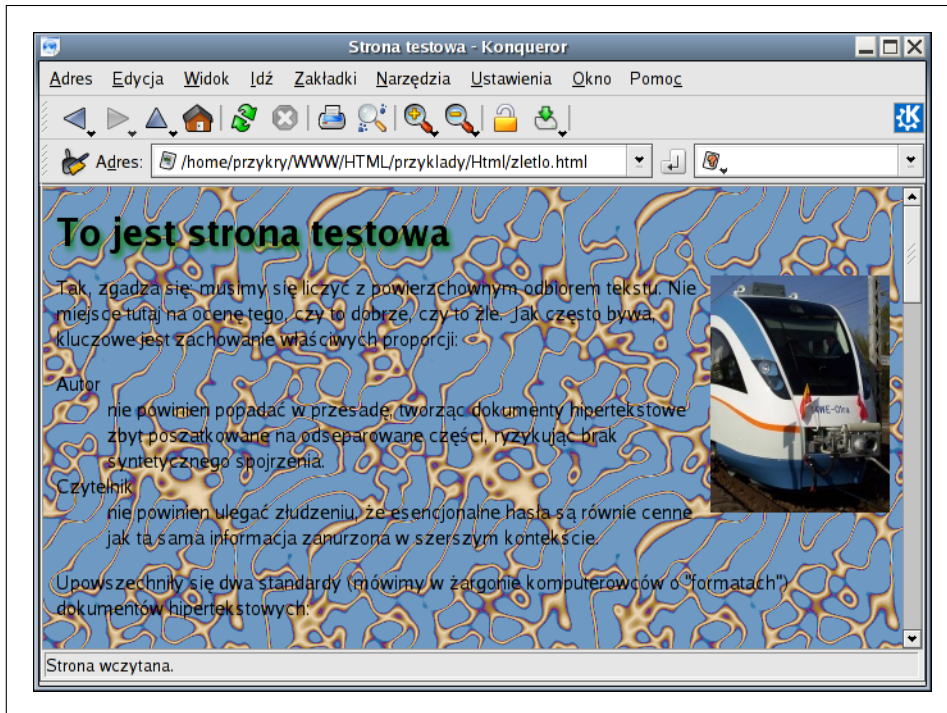 Strona testowa - Konqueror
Adres Edycja Widok Idź Zakładki Narzędzia Ustawienia Okno Pomoc
Adres: /home/przykry/WWW/HTML/przyklady/Html/zletlo.html
To jest strona testowa
Tak, zgadza się: musimy się liczyć z powierzchownym odbiorem tekstu. Nie
miejsce tutaj na ocenę tego, czy to dobrze, czy to źle. Jak często bywa,
kluczowe jest zachowanie właściwych proporcji:
Autor
nie powinien popadać w przesadę, tworząc dokumenty hipertekstowe
zbyt poszatkowane na odseparowane części, ryzykując brak
syntetycznego spojrzenia.
Czytelnik
nie powinien ulegać złudzeniu, że esencjonalne hasła są równie cenne
jak ta sama informacja zanurzona w szerszym kontekście.
Upowszechniły się dwa standardy (mówimy w żargonie komputerowców o "formatach")
dokumentów hipertekstowych:
Strona wczytana.